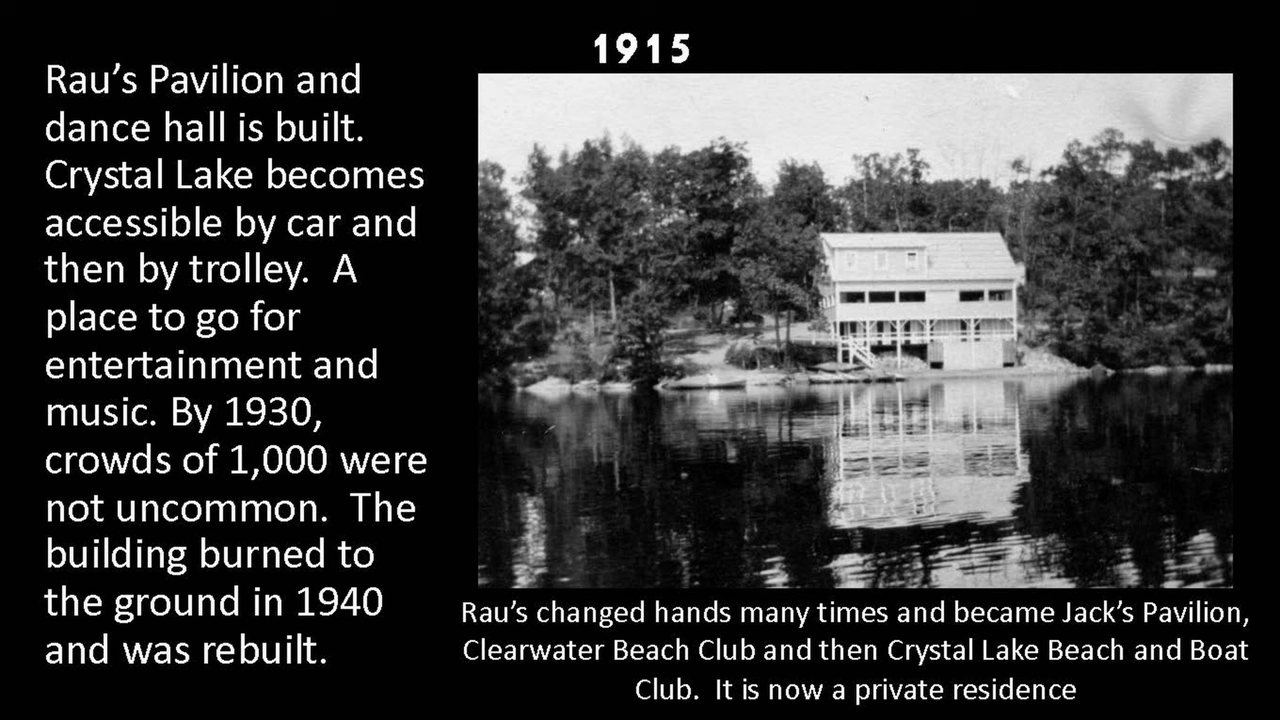 1915
Rau’s Pavilion and
dance hall is built.
Crystal Lake becomes
accessible by car and
then by trolley.  A
place to go for
entertainment and
music. By 1930,
crowds of 1,000 were
not uncommon.  The
building burned to
the ground in 1940
and was rebuilt.
Rau’s changed hands many times and became Jack’s Pavilion,
Clearwater Beach Club and then Crystal Lake Beach and Boat
Club.  It is now a private residence